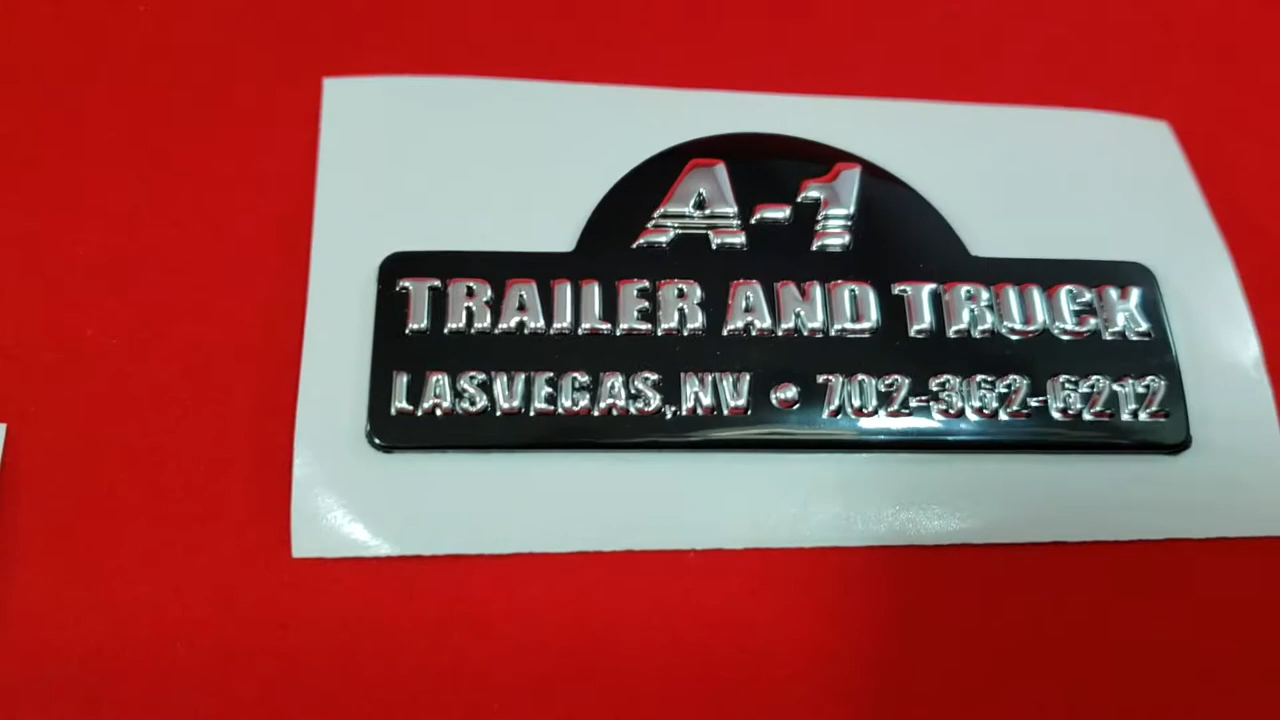 A-1
TRAILER AND TRUCK
LASVEGAS,NV • 702-362-6212